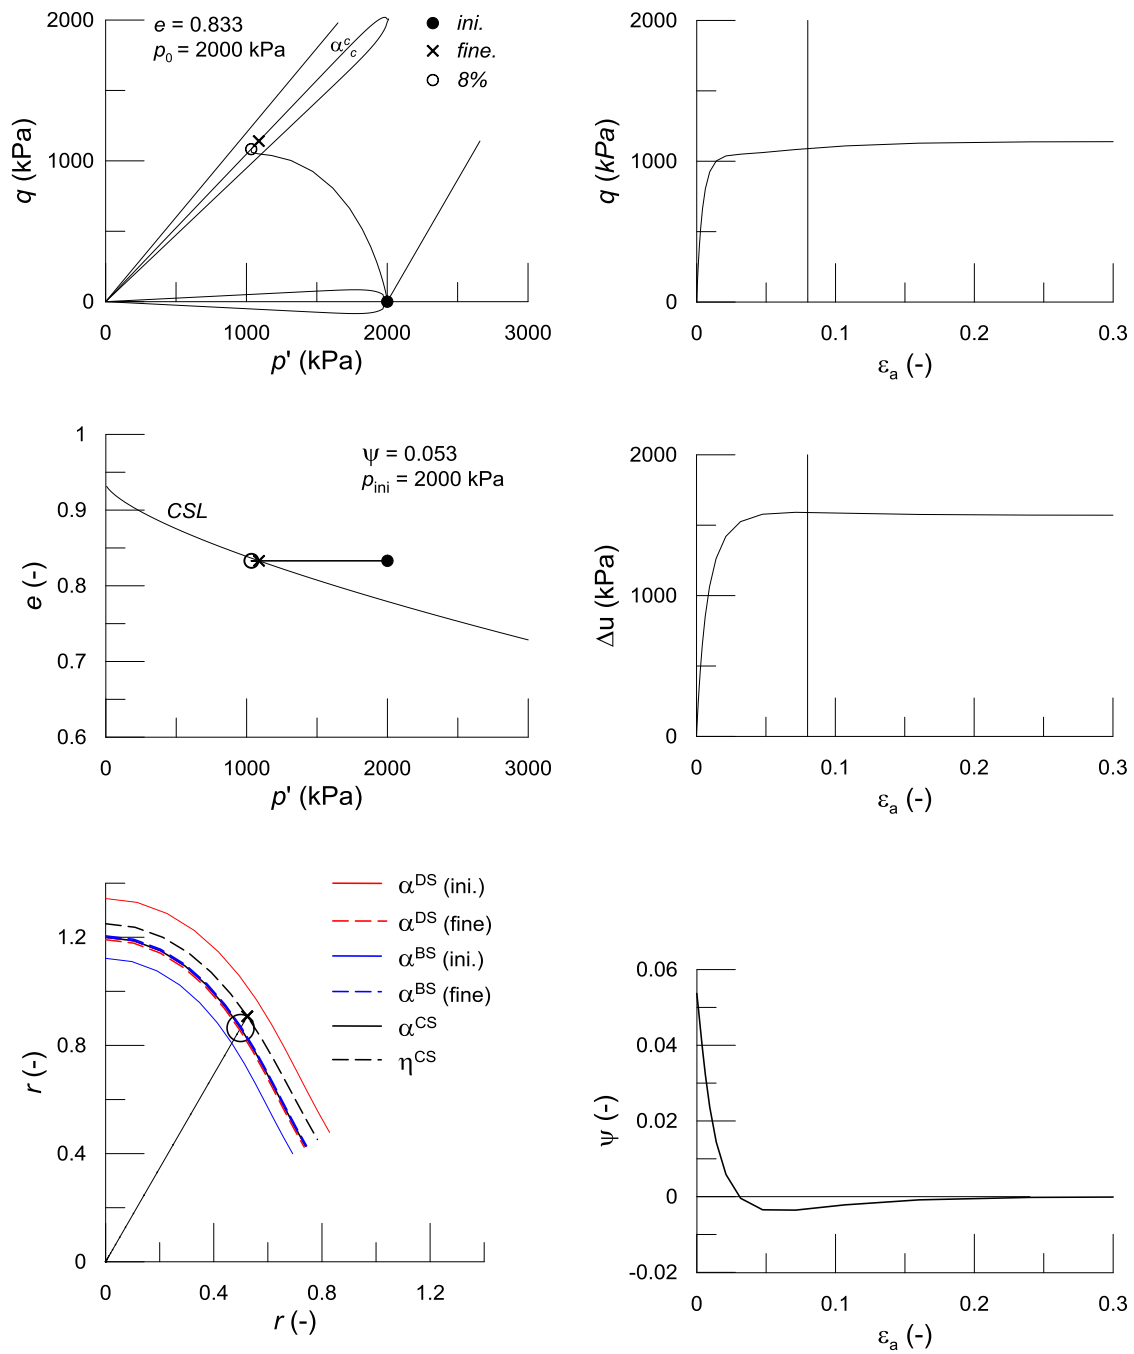 2000
1000
0
q (kPa)
e = 0.833
p0 = 2000 kPa
αcc
ini.
fine.
8%
0
1000
2000
3000
p' (kPa)
2000
1000
0
q (kPa)
0
0.1
0.2
0.3
εa (-)
1
0.9
0.8
0.7
0.6
e (-)
ψ = 0.053
pini = 2000 kPa
CSL
0
1000
2000
3000
p' (kPa)
2000
1000
0
Δu (kPa)
0
0.1
0.2
0.3
εa (-)
1.2
0.8
0.4
0
r (-)
αDS (ini.)
αDS (fine)
αBS (ini.)
αBS (fine)
αCS
ηCS
0
0.4
0.8
1.2
r (-)
0.06
0.04
0.02
0
-0.02
ψ (-)
0
0.1
0.2
0.3
εa (-)